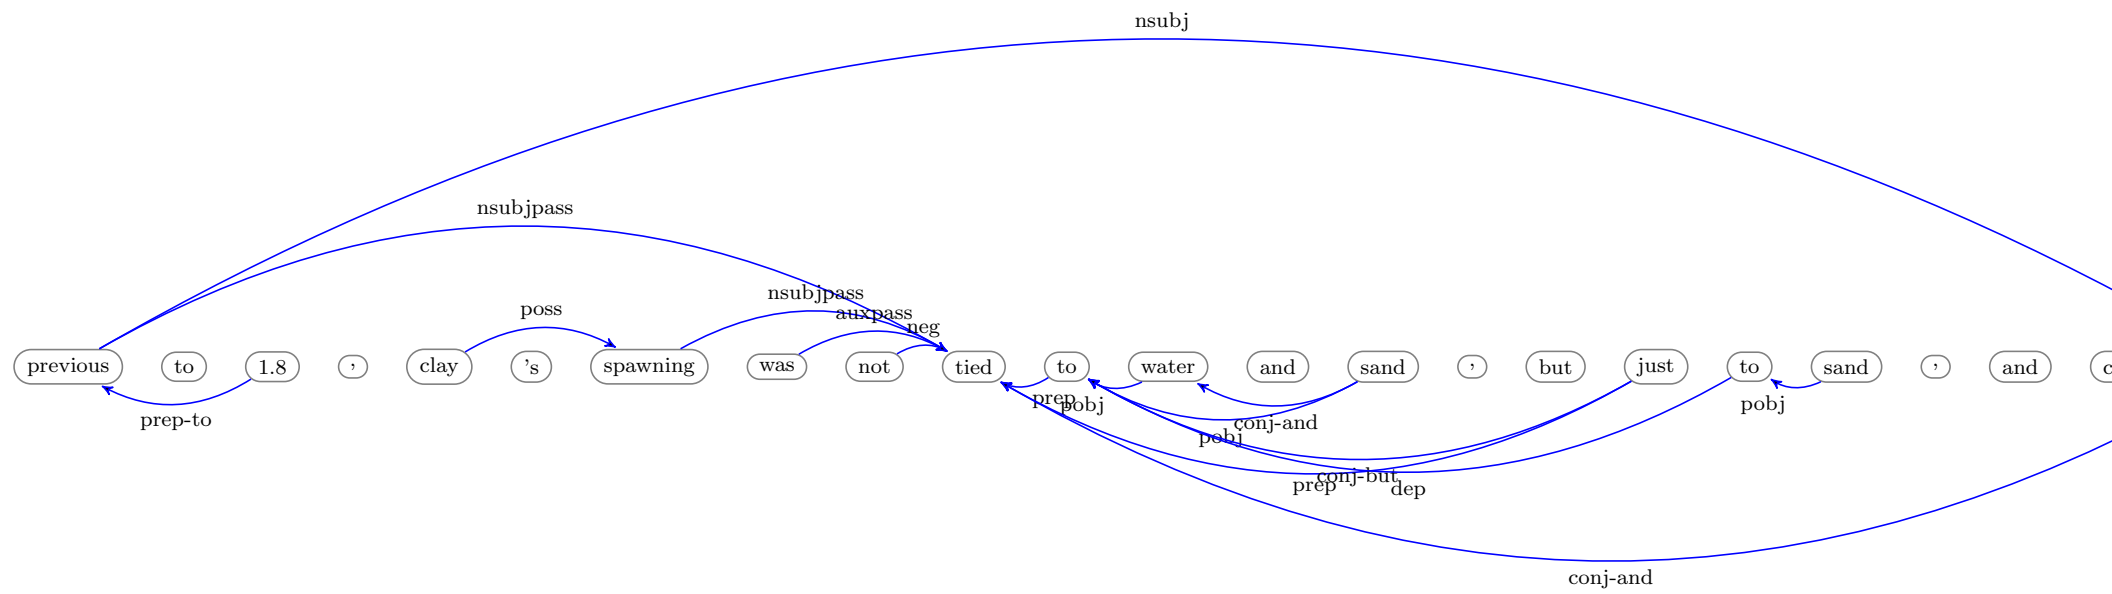 nsubj
nsubjpass
nsubjpass
poss
auxpass
neg
previous to 1.8 , clay 's spawning was not tied to water and sand , but just to sand , and c
prep
pobj
pobj
prep-to
conj-and
pobj
conj-but
prep
dep
conj-and